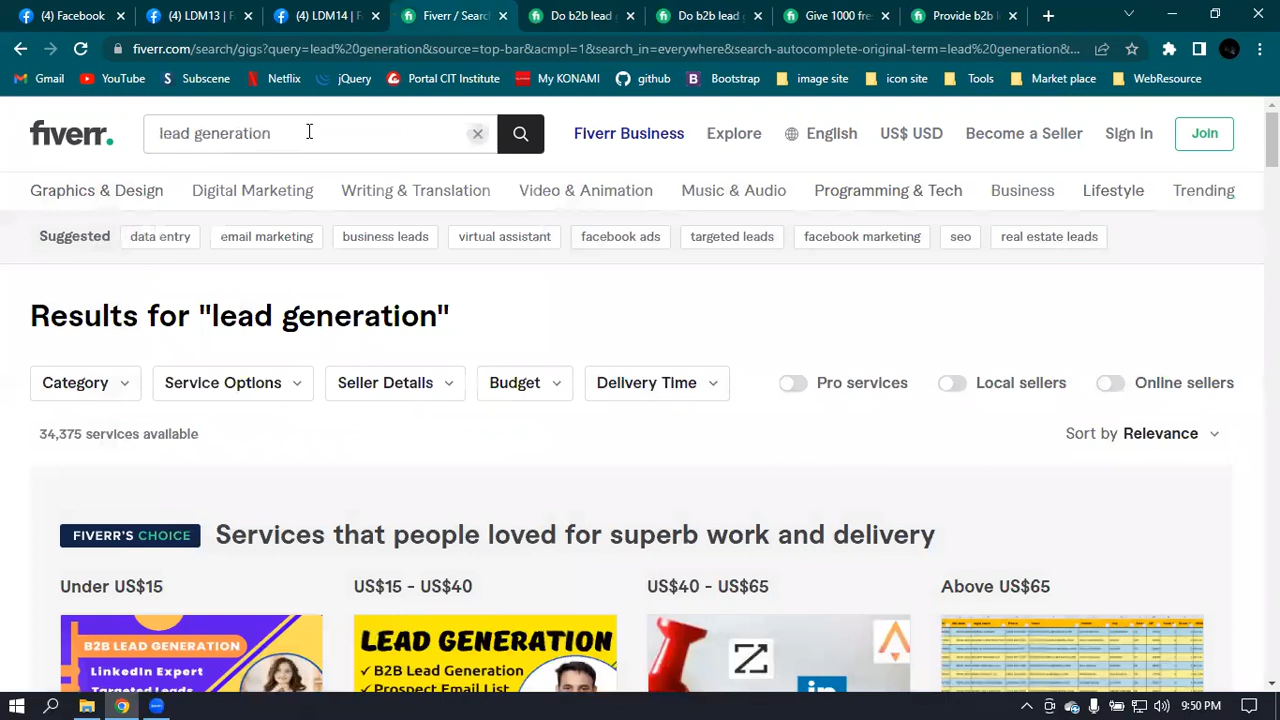 (4) Facebook
(4) LDM13 | Fa
(4) LDM14 | Fa
Fiverr / Searc
Do b2b lead g
Do b2b lead g
Give 1000 free
Provide b2b l
fiverr.com/search/gigs?query=lead%20generation&source=top-bar&acmpl=1&search_in=everywhere&search-autocomplete-original-term=lead%20generation&...
Gmail
YouTube
Subscene
Netflix
jQuery
Portal CIT Institute
My KONAMI
github
Bootstrap
image site
icon site
Tools
Market place
WebResource
fiverr.
lead generation
Fiverr Business
Explore
English
US$ USD
Become a Seller
Sign In
Join
Graphics & Design
Digital Marketing
Writing & Translation
Video & Animation
Music & Audio
Programming & Tech
Business
Lifestyle
Trending
Suggested
data entry
email marketing
business leads
virtual assistant
facebook ads
targeted leads
facebook marketing
seo
real estate leads
Results for "lead generation"
Category
Service Options
Seller Details
Budget
Delivery Time
Pro services
Local sellers
Online sellers
34,375 services available
Sort by Relevance
FIVERR'S CHOICE
Services that people loved for superb work and delivery
Under US$15
US$15 - US$40
US$40 - US$65
Above US$65
B2B LEAD GENERATION
LinkedIn Expert
Targeted Leads
LEAD GENERATION
✓ B2B Lead Generation
✓ Prospect Email List
in
9:50 PM